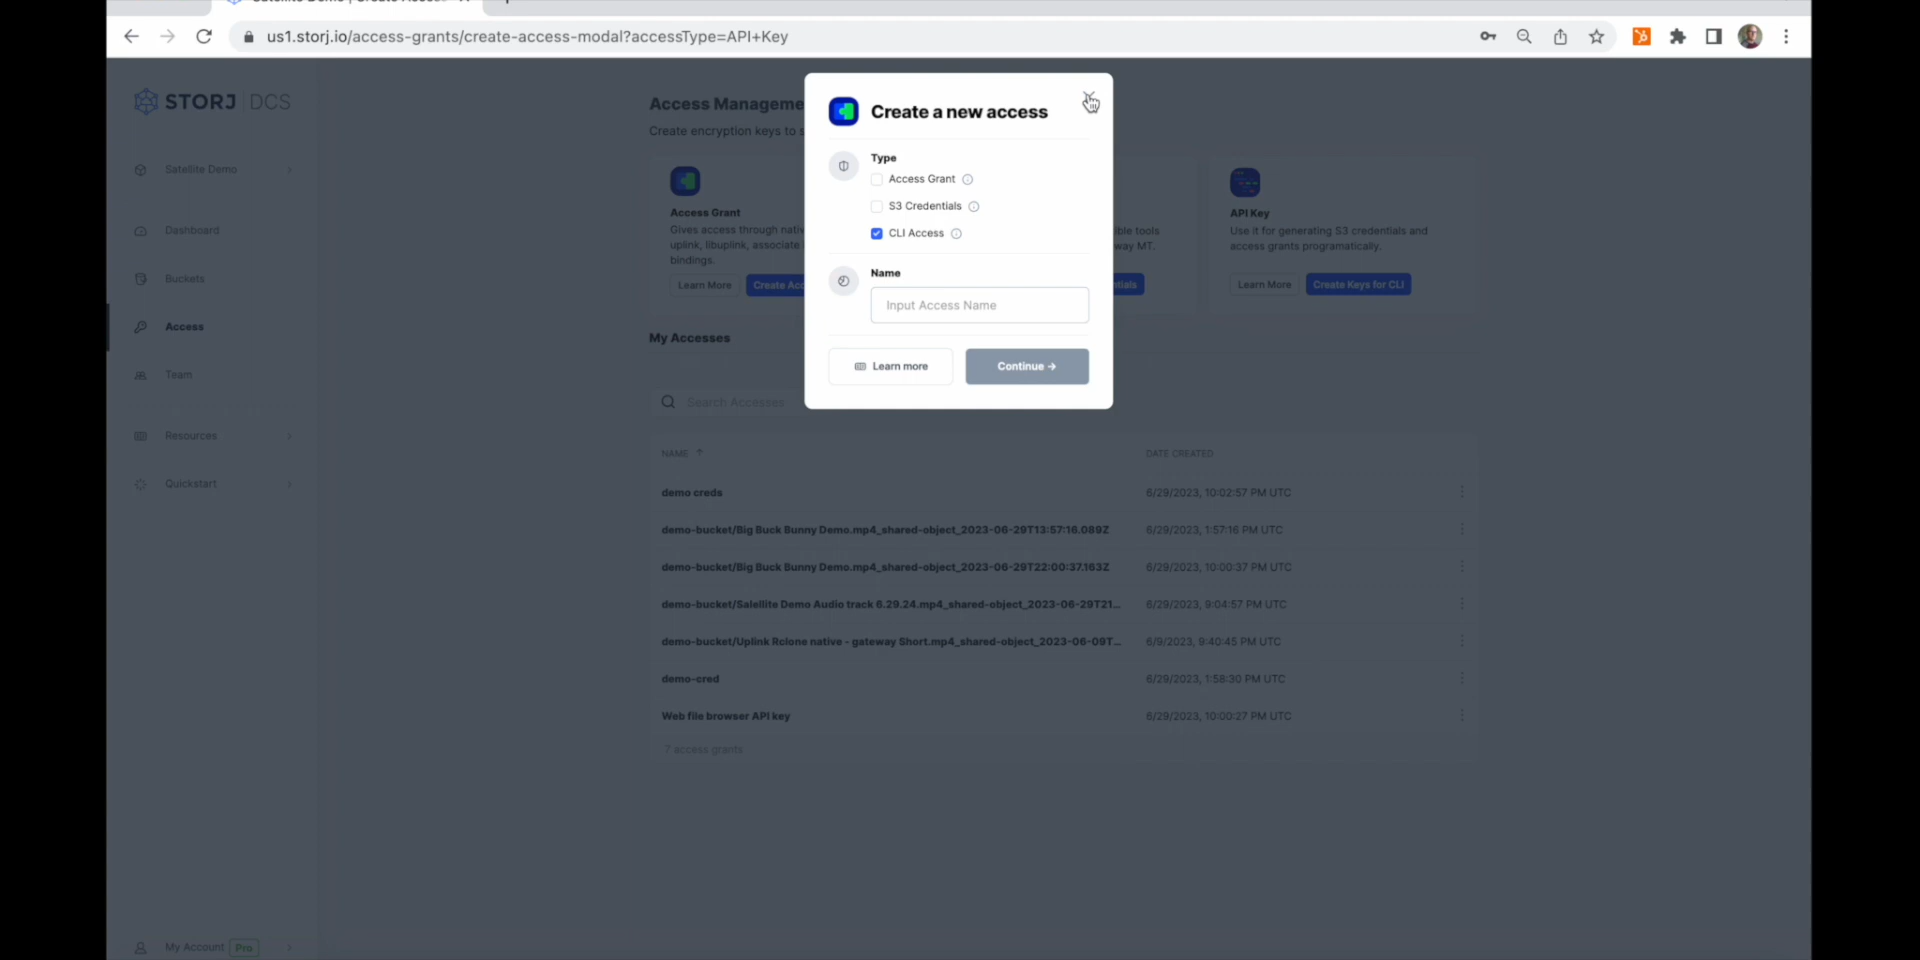 us1.storj.io/access-grants/create-access-modal?accessType=API+Key
STORJ DCS
Satellite Demo
Dashboard
Buckets
Access
Team
Resources
Quickstart
My Account Pro
Access Manageme
Create encryption keys to s
Access Grant
Gives access through nativ
uplink, libuplink, associate
bindings.
Learn More Create Acc
ible tools
way MT.
ntials
API Key
Use it for generating S3 credentials and
access grants programatically.
Learn More Create Keys for CLI
Create a new access
Type
Access Grant
S3 Credentials
CLI Access
Name
Input Access Name
Learn more Continue →
My Accesses
Search Accesses
NAME DATE CREATED
demo creds 6/29/2023, 10:02:57 PM UTC
demo-bucket/Big Buck Bunny Demo.mp4_shared-object_2023-06-29T13:57:16.089Z 6/29/2023, 1:57:16 PM UTC
demo-bucket/Big Buck Bunny Demo.mp4_shared-object_2023-06-29T22:00:37.163Z 6/29/2023, 10:00:37 PM UTC
demo-bucket/Salellite Demo Audio track 6.29.24.mp4_shared-object_2023-06-29T21... 6/29/2023, 9:04:57 PM UTC
demo-bucket/Uplink Rclone native - gateway Short.mp4_shared-object_2023-06-09T... 6/9/2023, 9:40:45 PM UTC
demo-cred 6/29/2023, 1:58:30 PM UTC
Web file browser API key 6/29/2023, 10:00:27 PM UTC
7 access grants